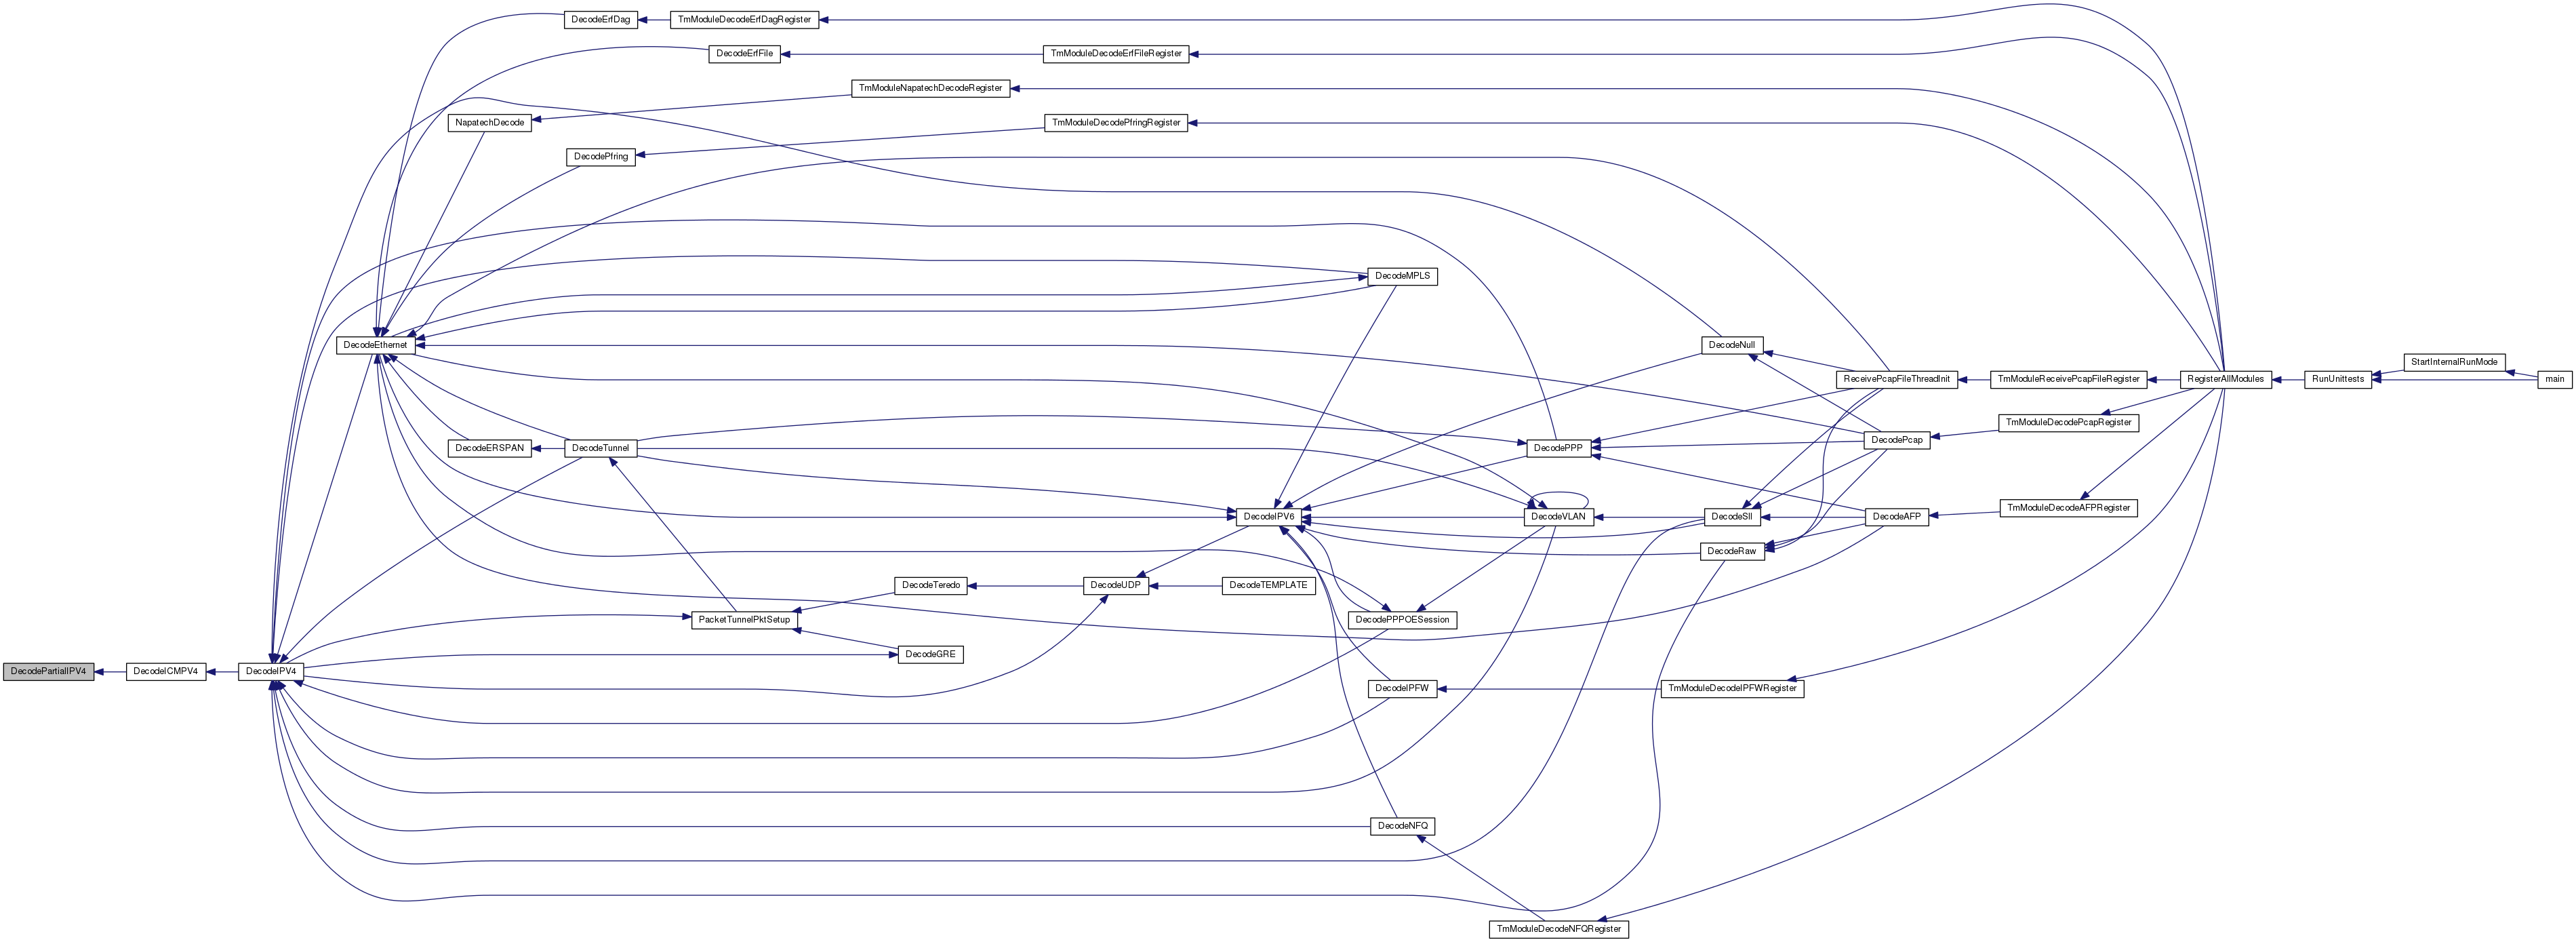 DecodeErfDag
TmModuleDecodeErfDagRegister
DecodeErfFile
TmModuleDecodeErfFileRegister
TmModuleNapatechDecodeRegister
NapatechDecode
TmModuleDecodePfringRegister
DecodePfring
DecodeMPLS
DecodeEthernet
DecodeNull
StartInternalRunMode
ReceivePcapFileThreadInit
TmModuleReceivePcapFileRegister
RegisterAllModules
RunUnittests
main
TmModuleDecodePcapRegister
DecodePcap
DecodeERSPAN
DecodeTunnel
DecodePPP
TmModuleDecodeAFPRegister
DecodeIPV6
DecodeVLAN
DecodeSll
DecodeAFP
DecodeRaw
DecodeTeredo
DecodeUDP
DecodeTEMPLATE
PacketTunnelPktSetup
DecodePPPOESession
DecodeGRE
DecodePartialIPV4
DecodeICMPV4
DecodeIPV4
DecodeIPFW
TmModuleDecodeIPFWRegister
DecodeNFQ
TmModuleDecodeNFQRegister